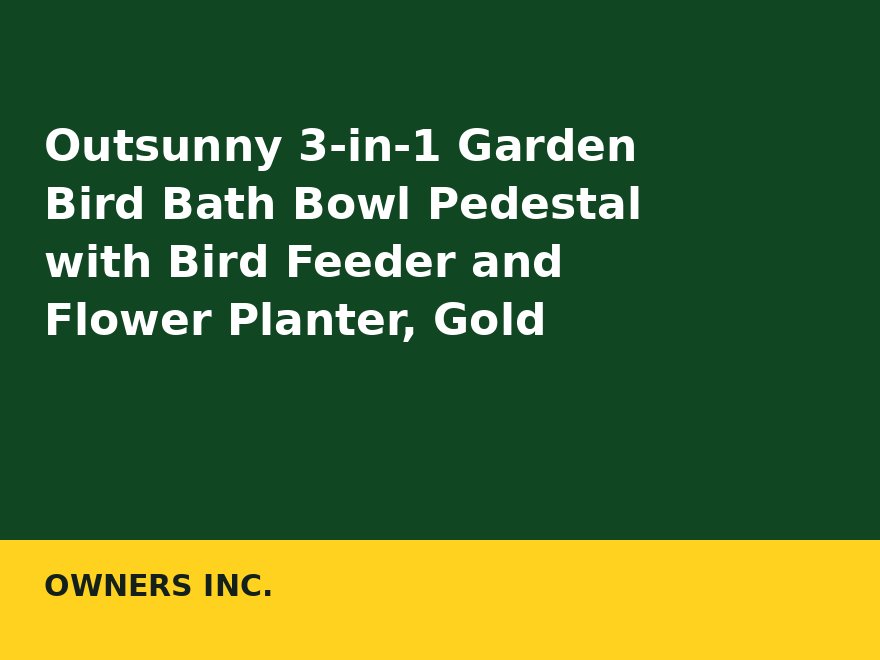 Outsunny 3-in-1 Garden
Bird Bath Bowl Pedestal
with Bird Feeder and
Flower Planter, Gold
OWNERS INC.